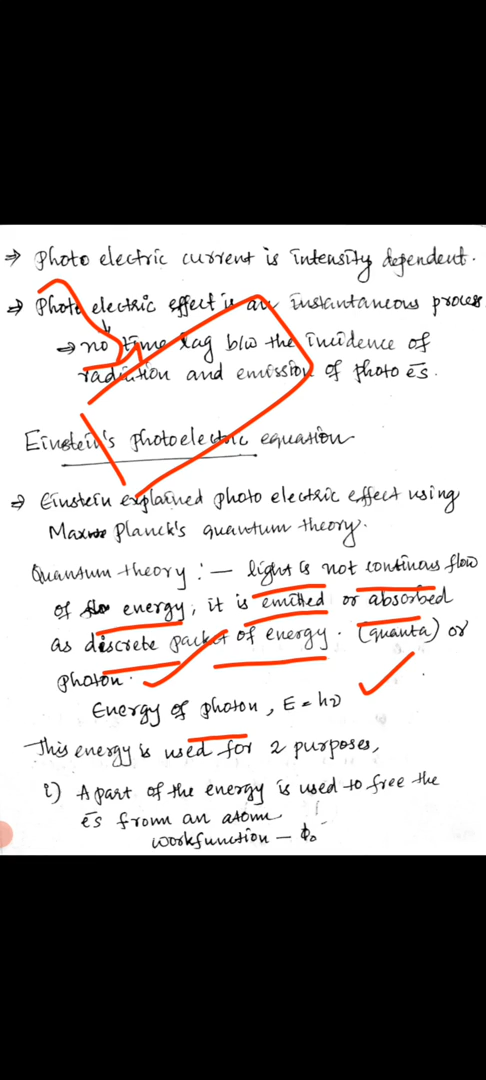 ⇒ Photo electric current is intensity dependent.
⇒ Photo electric effect is an instantaneous process
⇒ no time lag b/w the incidence of
radiation and emission of photo ēs.
Einstein's photoelectric equation
⇒ Einstein explained photo electric effect using
Max Planck's quantum theory.
Quantum theory :— light is not continous flow
of energy, it is emitted or absorbed
as discrete packet of energy. (quanta) or
photon.
Energy of photon, E = hν
This energy is used for 2 purposes,
i) A part of the energy is used to free the
ēs from an atom
workfunction – ϕ₀